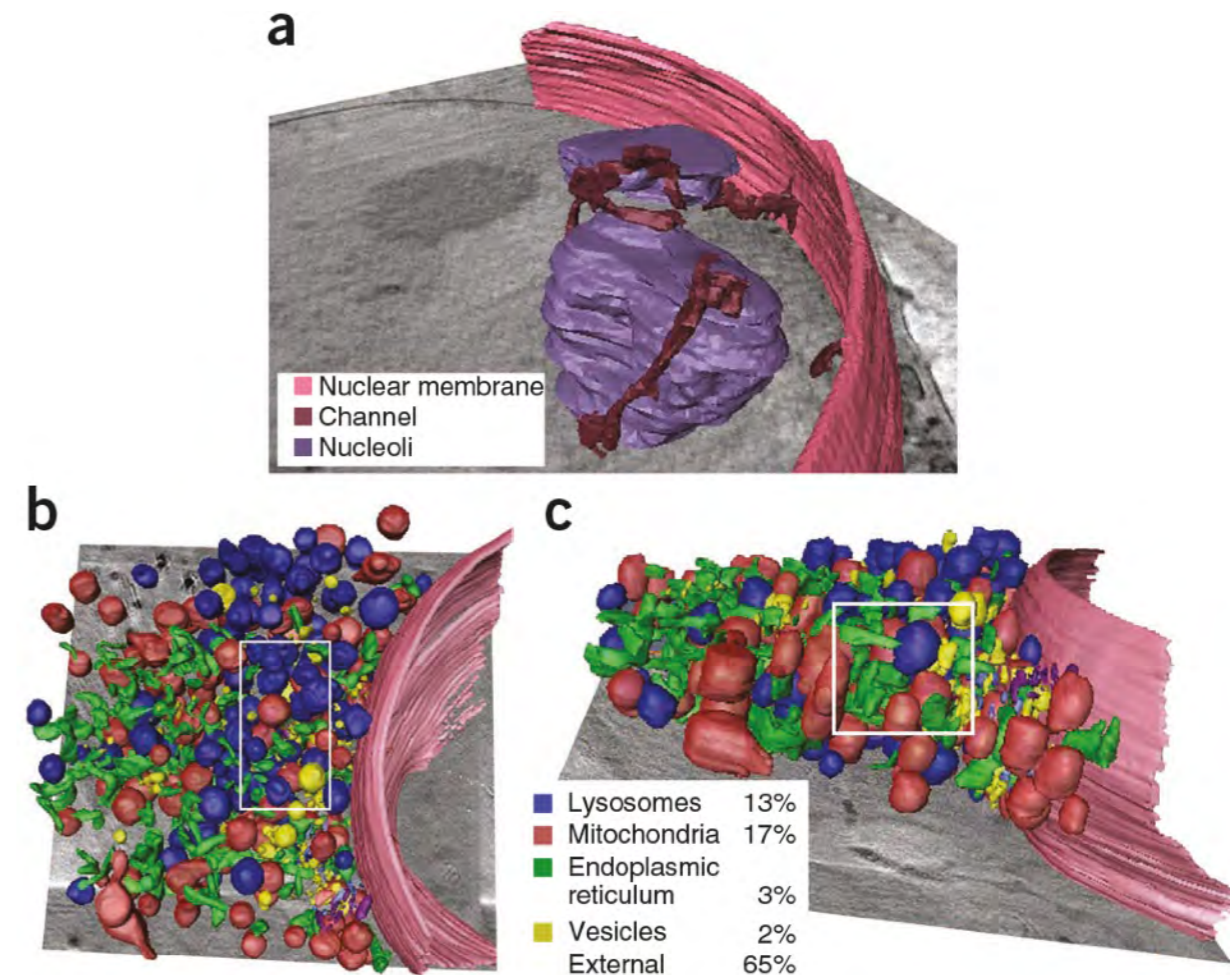 a
Nuclear membrane
Channel
Nucleoli
b
c
Lysosomes 13%
Mitochondria 17%
Endoplasmic
reticulum 3%
Vesicles 2%
External 65%